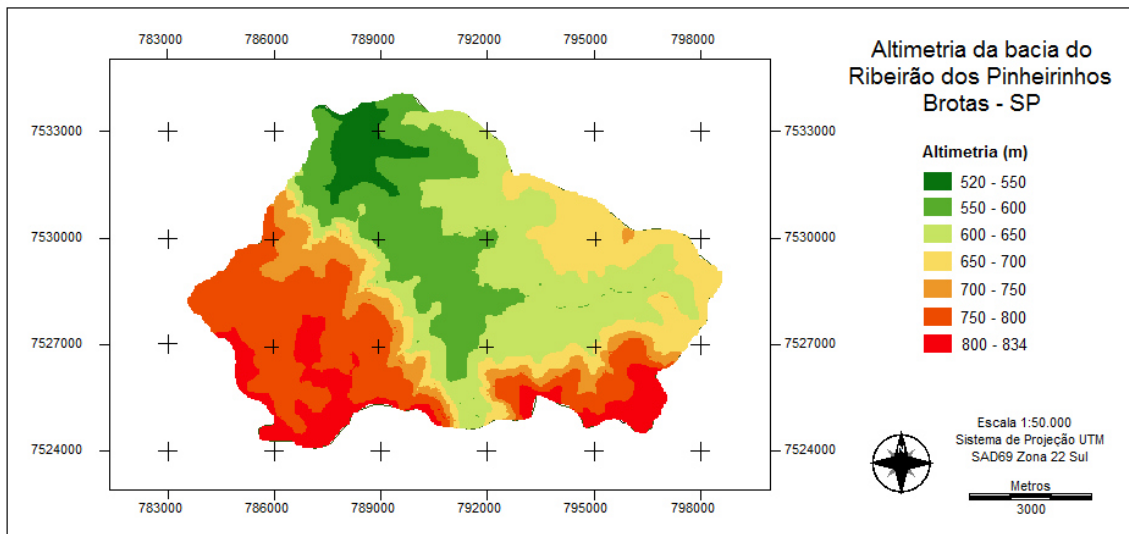 783000 786000 789000 792000 795000 798000
7533000 7533000
7530000 7530000
7527000 7527000
7524000 7524000
783000 786000 789000 792000 795000 798000
Altimetria da bacia do
Ribeirão dos Pinheirinhos
Brotas - SP
Altimetria (m)
520 - 550
550 - 600
600 - 650
650 - 700
700 - 750
750 - 800
800 - 834
Escala 1:50.000
Sistema de Projeção UTM
SAD69 Zona 22 Sul
Metros
3000